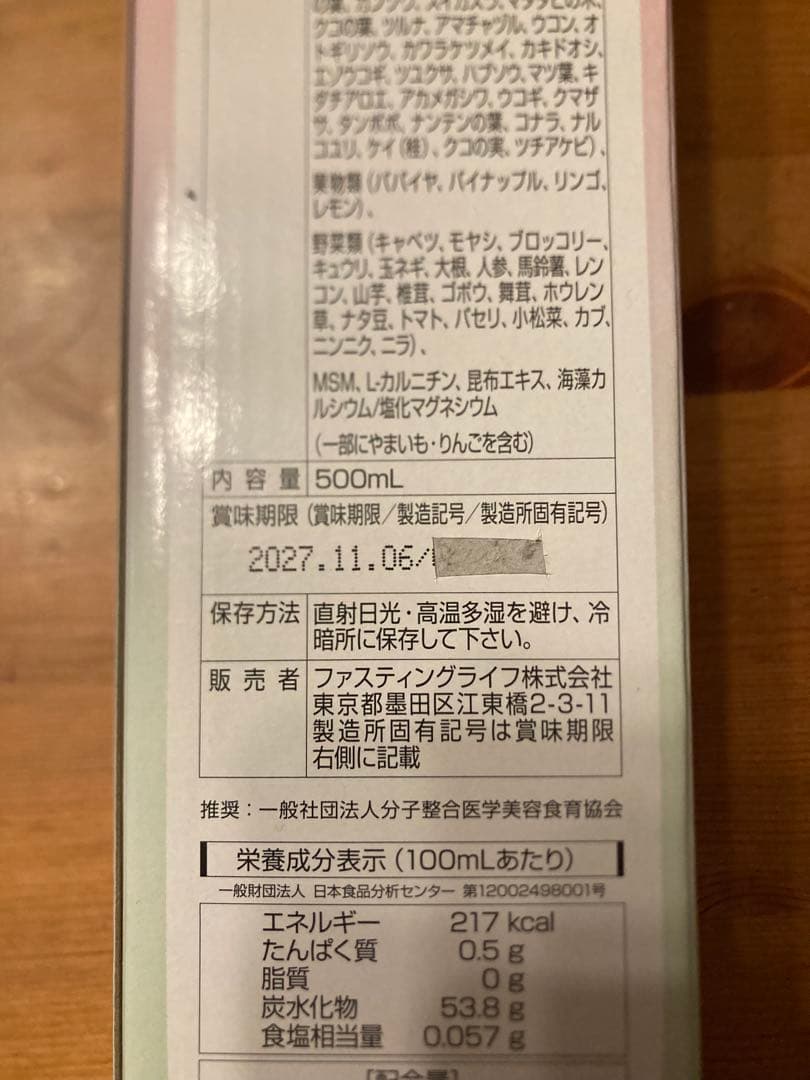 の葉、カンゾウ、メイカズラ、マタタビの木、
クコの葉、ツルナ、アマチャヅル、ウコン、オ
トギリソウ、カワラケツメイ、カキドオシ、
エゾウコギ、ツユクサ、ハブソウ、マツ葉、キ
ダチアロエ、アカメガシワ、ウコギ、クマザ
サ、タンポポ、ナンテンの葉、コナラ、ナル
コユリ、ケイ(桂)、クコの実、ツチアケビ)、
果物類(パパイヤ、パイナップル、リンゴ、
レモン)、
野菜類(キャベツ、モヤシ、ブロッコリー、
キュウリ、玉ネギ、大根、人参、馬鈴薯、レン
コン、山芋、椎茸、ゴボウ、舞茸、ホウレン
草、ナタ豆、トマト、パセリ、小松菜、カブ、
ニンニク、ニラ)、
MSM、L-カルニチン、昆布エキス、海藻カ
ルシウム/塩化マグネシウム
(一部にやまいも・りんごを含む)
内容量 500mL
賞味期限(賞味期限/製造記号/製造所固有記号)
2027.11.06/
保存方法 直射日光・高温多湿を避け、冷
暗所に保存して下さい。
販売者 ファスティングライフ株式会社
東京都墨田区江東橋2-3-11
製造所固有記号は賞味期限
右側に記載
推奨:一般社団法人分子整合医学美容食育協会
栄養成分表示(100mLあたり)
一般財団法人 日本食品分析センター 第12002498001号
エネルギー 217 kcal
たんぱく質 0.5 g
脂質 0 g
炭水化物 53.8 g
食塩相当量 0.057 g
[配合量]